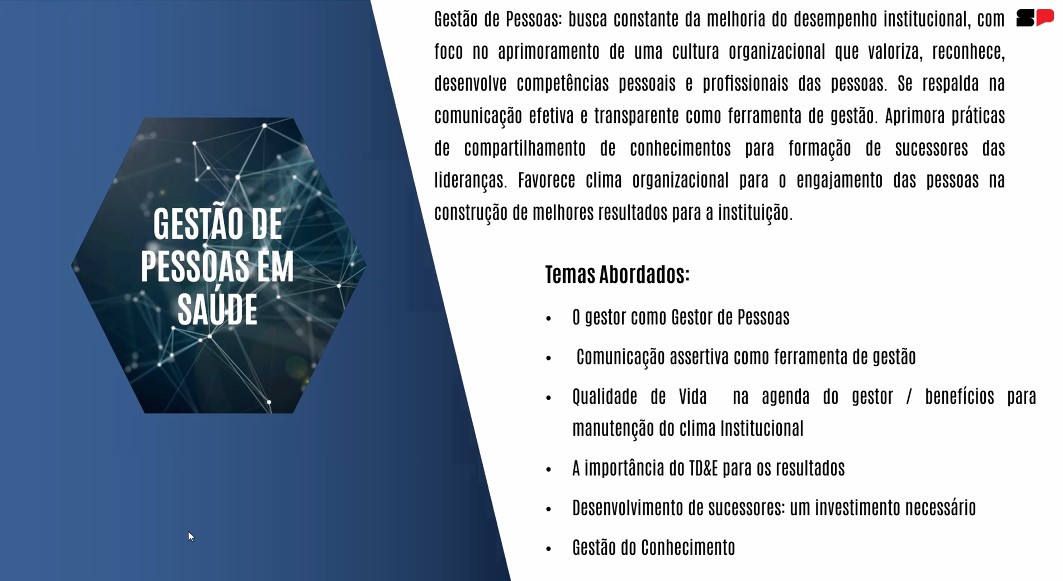 Gestão de Pessoas: busca constante da melhoria do desempenho institucional, com
foco no aprimoramento de uma cultura organizacional que valoriza, reconhece,
desenvolve competências pessoais e profissionais das pessoas. Se respalda na
comunicação efetiva e transparente como ferramenta de gestão. Aprimora práticas
de compartilhamento de conhecimentos para formação de sucessores das
lideranças. Favorece clima organizacional para o engajamento das pessoas na
construção de melhores resultados para a instituição.
SP
GESTÃO DE
PESSOAS EM
SAÚDE
Temas Abordados:
• O gestor como Gestor de Pessoas
• Comunicação assertiva como ferramenta de gestão
• Qualidade de Vida na agenda do gestor / benefícios para
manutenção do clima Institucional
• A importância do TD&E para os resultados
• Desenvolvimento de sucessores: um investimento necessário
• Gestão do Conhecimento